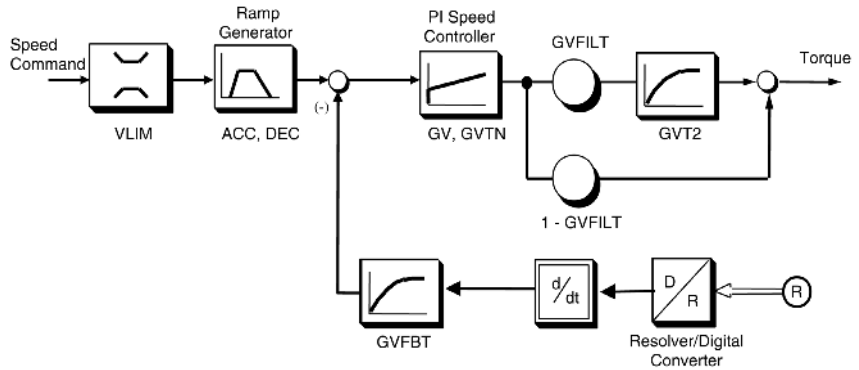 Ramp
Generator
PI Speed
Controller
GVFILT
Speed
Command
Torque
(-)
VLIM
ACC, DEC
GV, GVTN
GVT2
1 - GVFILT
d/dt
D/R
R
GVFBT
Resolver/Digital
Converter